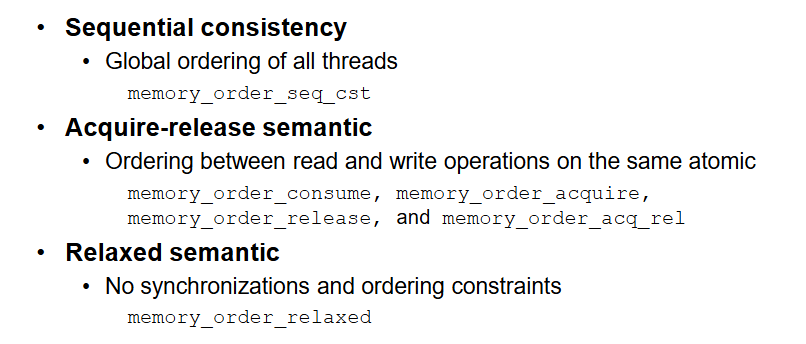 • Sequential consistency
• Global ordering of all threads
memory_order_seq_cst
• Acquire-release semantic
• Ordering between read and write operations on the same atomic
memory_order_consume, memory_order_acquire,
memory_order_release, and memory_order_acq_rel
• Relaxed semantic
• No synchronizations and ordering constraints
memory_order_relaxed